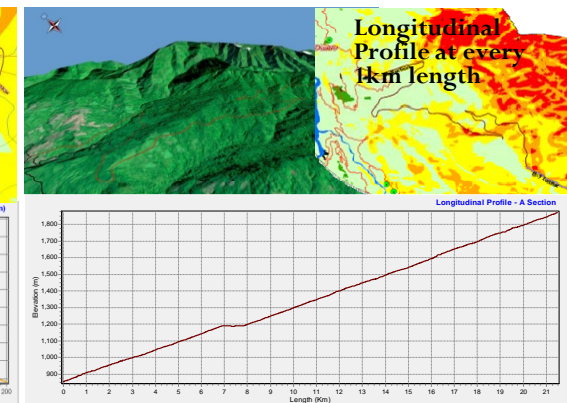 Longitudinal
Profile at every
1km length
Longitudinal Profile - A Section
Elevation (m)
1,800
1,700
1,600
1,500
1,400
1,300
1,200
1,100
1,000
900
0 1 2 3 4 5 6 7 8 9 10 11 12 13 14 15 16 17 18 19 20 21
Length (Km)
200